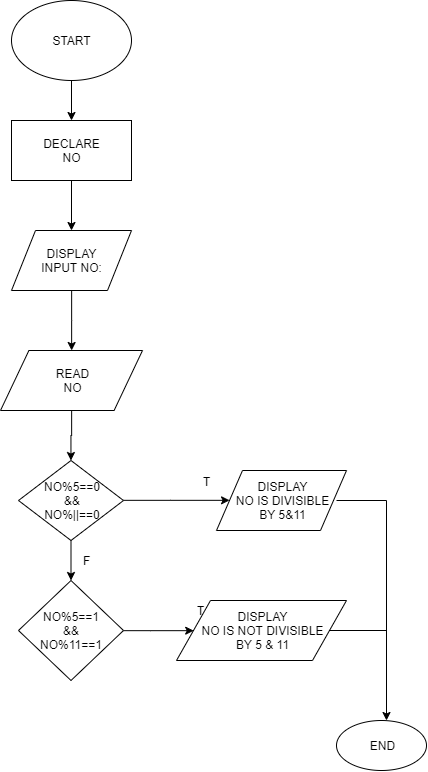 START
DECLARE
NO
DISPLAY
INPUT NO:
READ
NO
NO%5==0
&&
NO%||==0
T
DISPLAY
NO IS DIVISIBLE
BY 5&11
F
NO%5==1
&&
NO%11==1
T
DISPLAY
NO IS NOT DIVISIBLE
BY 5 & 11
END